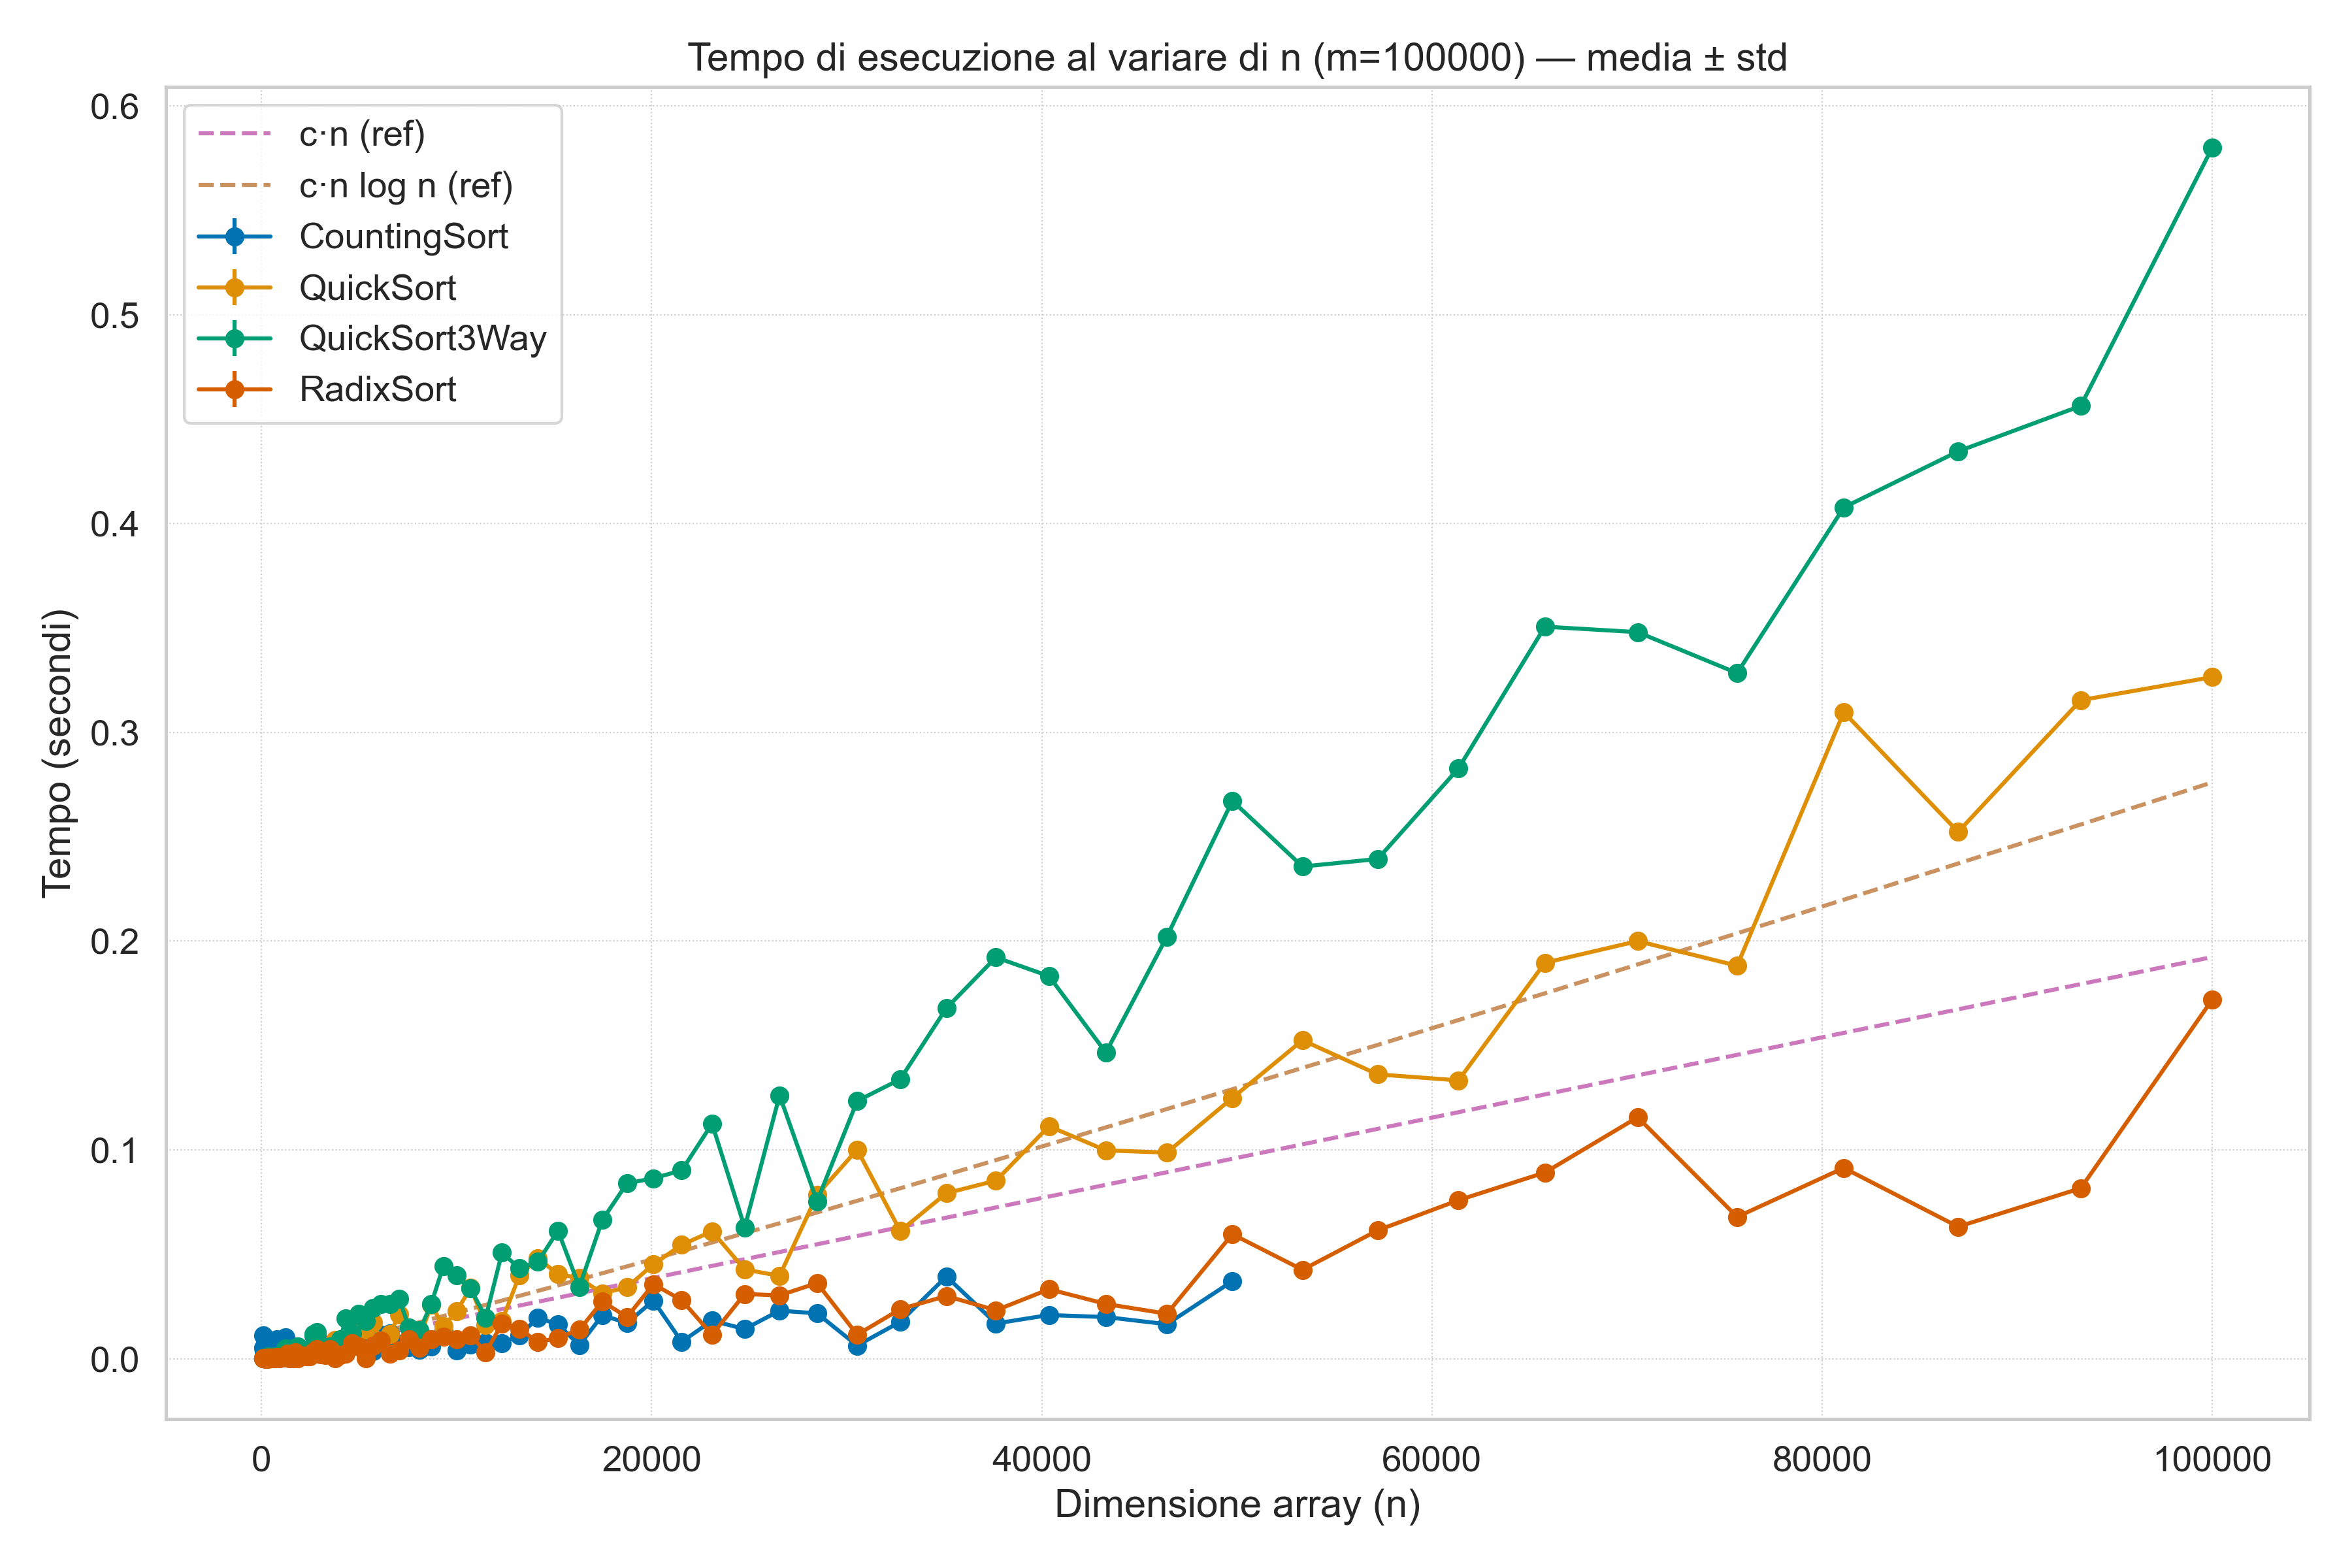 Tempo di esecuzione al variare di n (m=100000) — media ± std
0.6
0.5
0.4
0.3
0.2
0.1
0.0
Tempo (secondi)
c·n (ref)
c·n log n (ref)
CountingSort
QuickSort
QuickSort3Way
RadixSort
0 20000 40000 60000 80000 100000
Dimensione array (n)